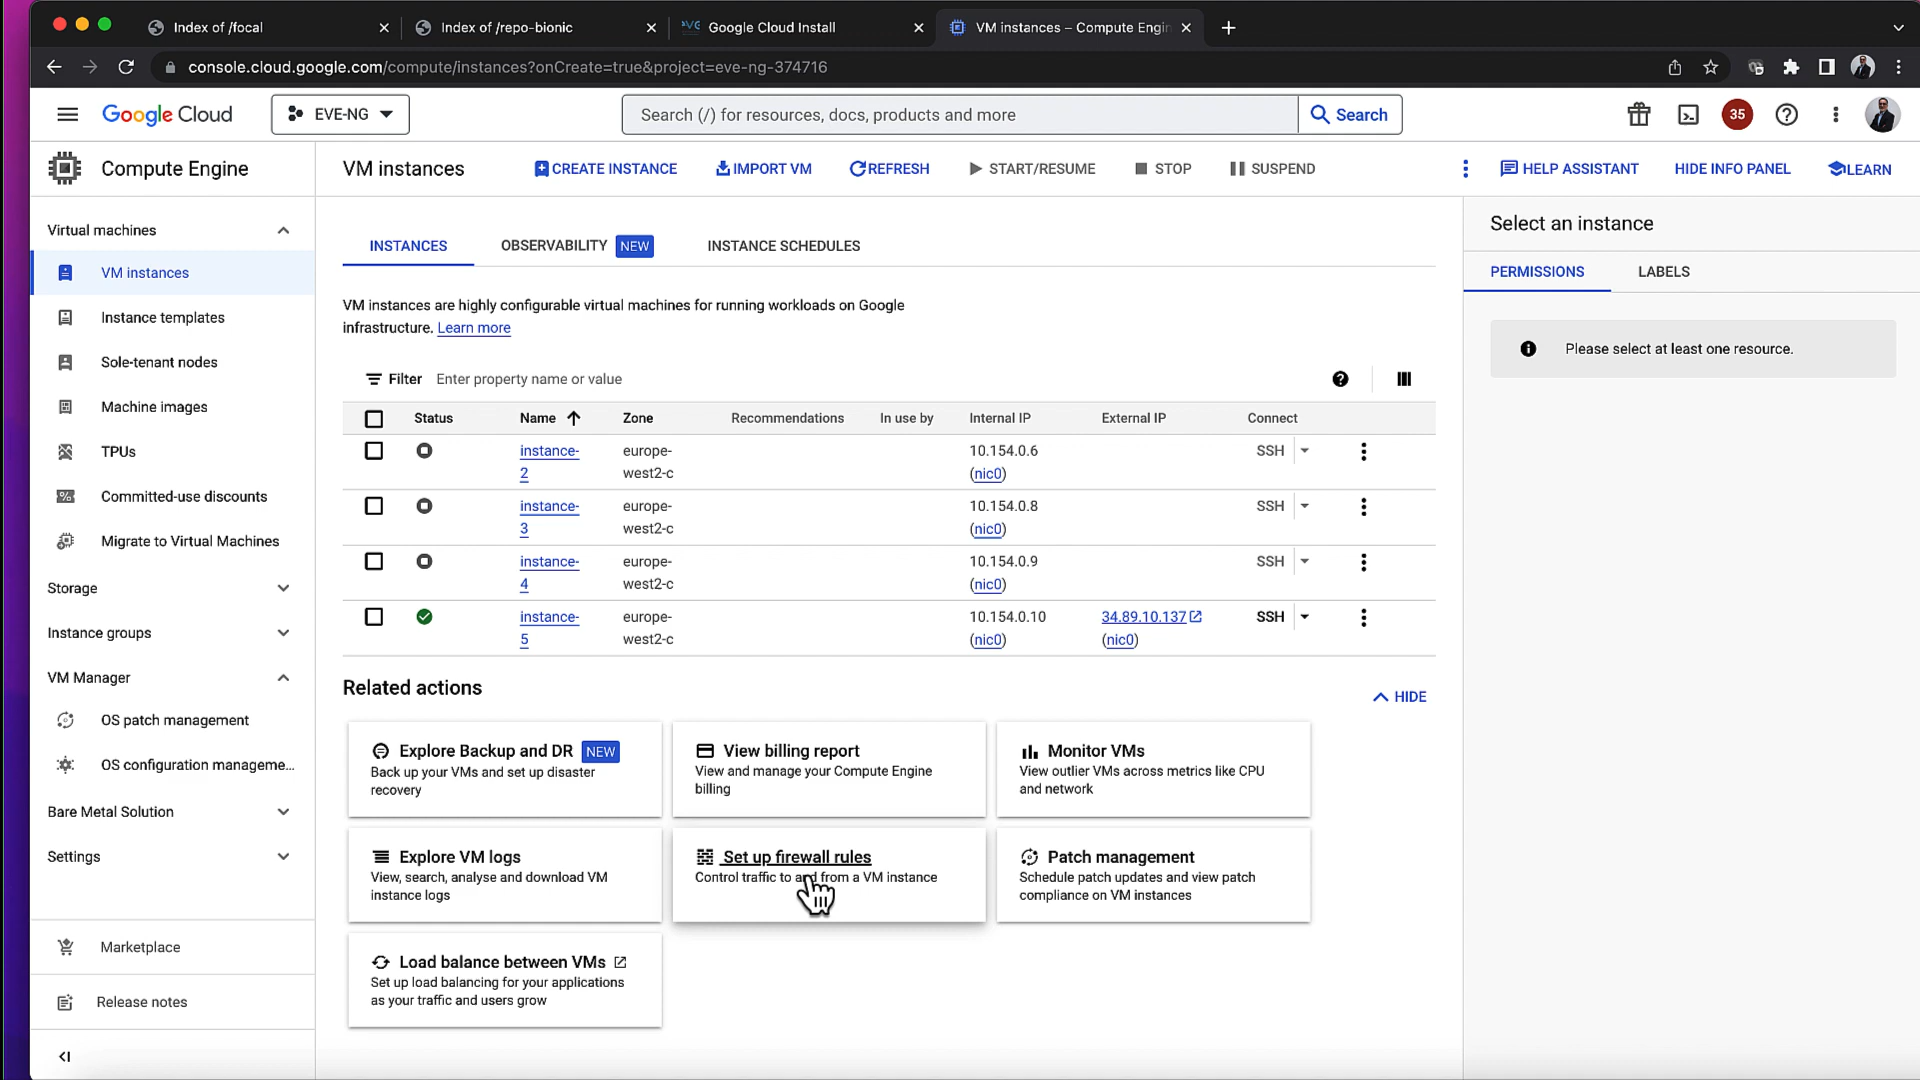 Index of /focal
Index of /repo-bionic
Google Cloud Install
VM instances – Compute Engin
console.cloud.google.com/compute/instances?onCreate=true&project=eve-ng-374716
Google Cloud
EVE-NG
Search (/) for resources, docs, products and more
Search
35
Compute Engine
VM instances
CREATE INSTANCE
IMPORT VM
REFRESH
START/RESUME
STOP
SUSPEND
HELP ASSISTANT
HIDE INFO PANEL
LEARN
Virtual machines
VM instances
Instance templates
Sole-tenant nodes
Machine images
TPUs
Committed-use discounts
Migrate to Virtual Machines
Storage
Instance groups
VM Manager
OS patch management
OS configuration manageme...
Bare Metal Solution
Settings
Marketplace
Release notes
INSTANCES
OBSERVABILITY NEW
INSTANCE SCHEDULES
VM instances are highly configurable virtual machines for running workloads on Google
infrastructure. Learn more
Filter Enter property name or value
Status Name Zone Recommendations In use by Internal IP External IP Connect
instance- europe- 10.154.0.6 SSH
2 west2-c (nic0)
instance- europe- 10.154.0.8 SSH
3 west2-c (nic0)
instance- europe- 10.154.0.9 SSH
4 west2-c (nic0)
instance- europe- 10.154.0.10 34.89.10.137 SSH
5 west2-c (nic0) (nic0)
Related actions
HIDE
Explore Backup and DR NEW
Back up your VMs and set up disaster
recovery
View billing report
View and manage your Compute Engine
billing
Monitor VMs
View outlier VMs across metrics like CPU
and network
Explore VM logs
View, search, analyse and download VM
instance logs
Set up firewall rules
Control traffic to and from a VM instance
Patch management
Schedule patch updates and view patch
compliance on VM instances
Load balance between VMs
Set up load balancing for your applications
as your traffic and users grow
Select an instance
PERMISSIONS
LABELS
Please select at least one resource.